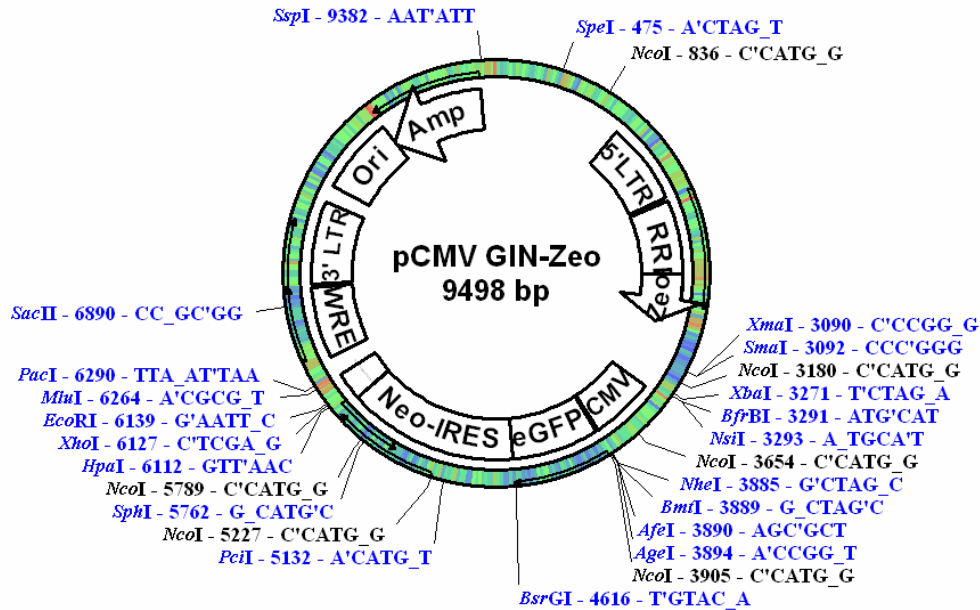 SspI - 9382 - AAT'ATT
SpeI - 475 - A'CTAG_T
NcoI - 836 - C'CATG_G
Amp
Ori
5'LTR
RRE
Zeo
3' LTR
WRE
pCMV GIN-Zeo
9498 bp
CMV
eGFP
Neo-IRES
SacII - 6890 - CC_GC'GG
XmaI - 3090 - C'CCGG_G
SmaI - 3092 - CCC'GGG
NcoI - 3180 - C'CATG_G
XbaI - 3271 - T'CTAG_A
BfrBI - 3291 - ATG'CAT
NsiI - 3293 - A_TGCA'T
NcoI - 3654 - C'CATG_G
NheI - 3885 - G'CTAG_C
BmtI - 3889 - G_CTAG'C
AfeI - 3890 - AGC'GCT
AgeI - 3894 - A'CCGG_T
NcoI - 3905 - C'CATG_G
PacI - 6290 - TTA_AT'TAA
MluI - 6264 - A'CGCG_T
EcoRI - 6139 - G'AATT_C
XhoI - 6127 - C'TCGA_G
HpaI - 6112 - GTT'AAC
NcoI - 5789 - C'CATG_G
SphI - 5762 - G_CATG'C
NcoI - 5227 - C'CATG_G
PciI - 5132 - A'CATG_T
BsrGI - 4616 - T'GTAC_A